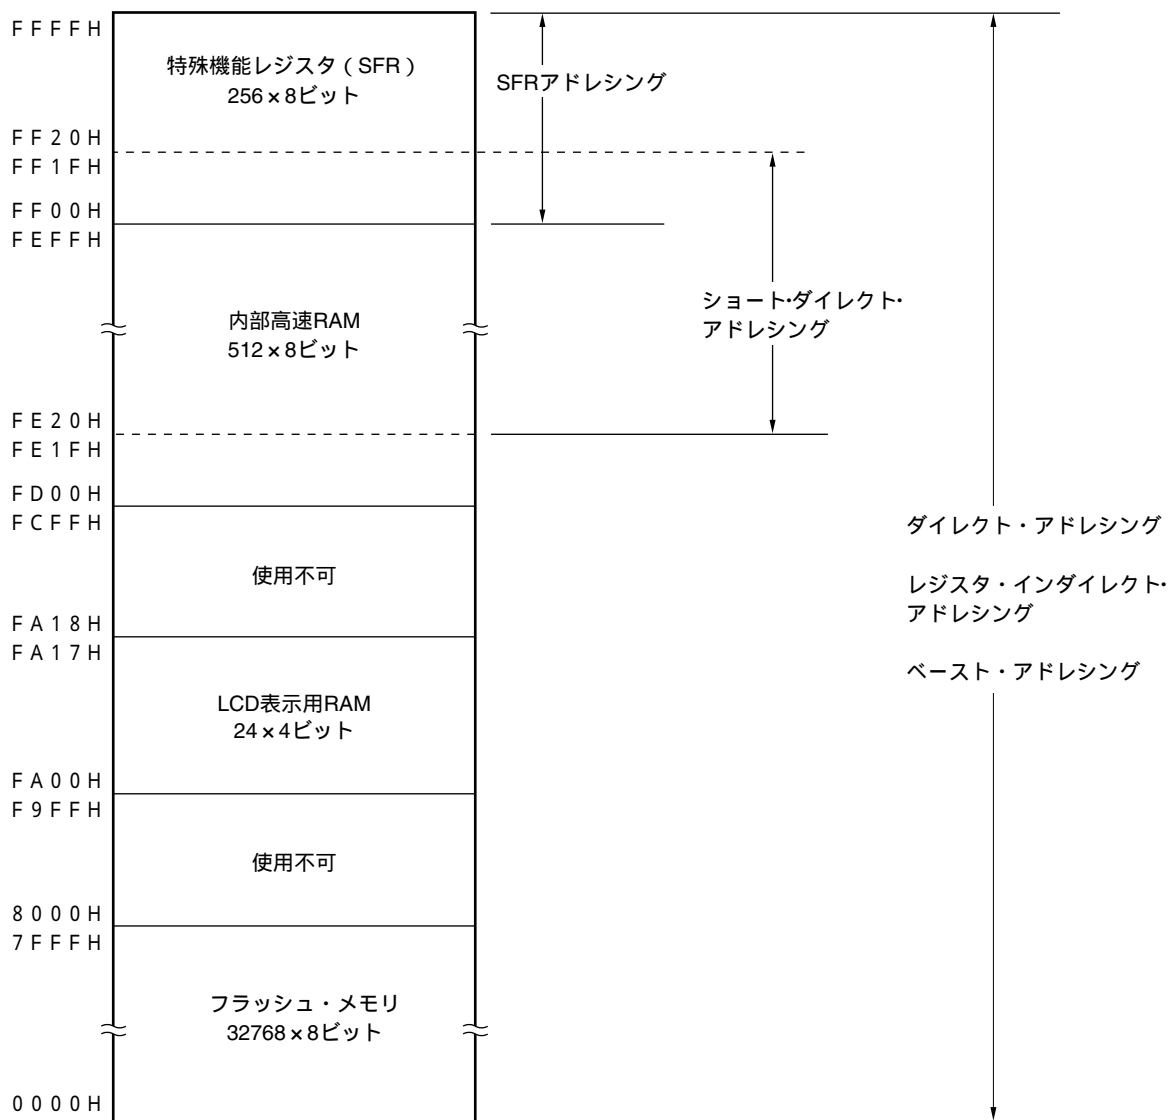 FFFFH
特殊機能レジスタ(SFR)
256×8ビット
SFRアドレシング
FF20H
FF1FH
FF00H
FEFFH
内部高速RAM
512×8ビット
ショート・ダイレクト・
アドレシング
FE20H
FE1FH
FD00H
FCFFH
使用不可
ダイレクト・アドレシング
レジスタ・インダイレクト・
アドレシング
ベースト・アドレシング
FA18H
FA17H
LCD表示用RAM
24×4ビット
FA00H
F9FFH
使用不可
8000H
7FFFH
フラッシュ・メモリ
32768×8ビット
0000H